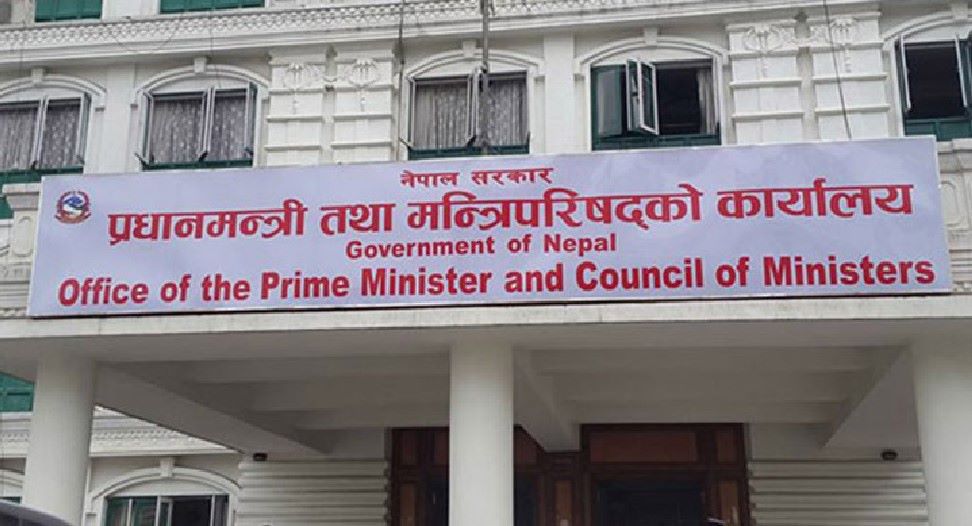 नेपाल सरकार
प्रधानमन्त्री तथा मन्त्रिपरिषद्को कार्यालय
Government of Nepal
Office of the Prime Minister and Council of Ministers